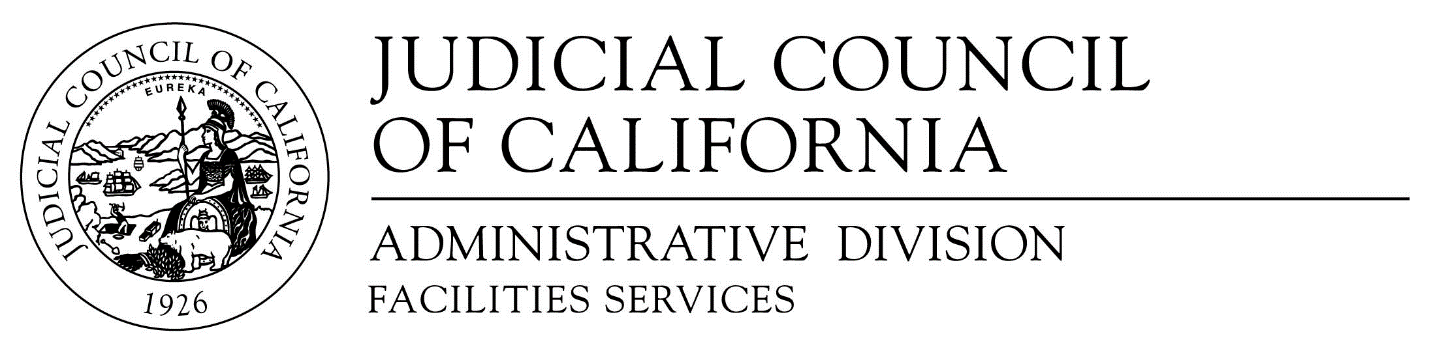 JUDICIAL COUNCIL OF CALIFORNIA
EUREKA
1926
JUDICIAL COUNCIL
OF CALIFORNIA
ADMINISTRATIVE DIVISION
FACILITIES SERVICES